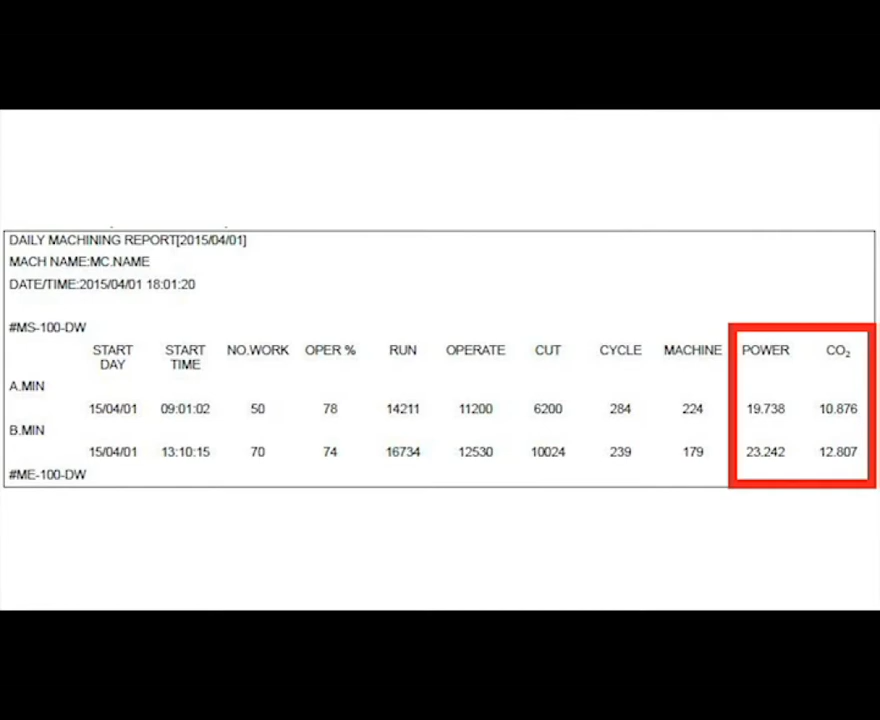 DAILY MACHINING REPORT[2015/04/01]
MACH NAME:MC.NAME
DATE/TIME:2015/04/01 18:01:20
#MS-100-DW
START DAY START TIME NO.WORK OPER % RUN OPERATE CUT CYCLE MACHINE POWER CO₂
A.MIN
15/04/01 09:01:02 50 78 14211 11200 6200 284 224 19.738 10.876
B.MIN
15/04/01 13:10:15 70 74 16734 12530 10024 239 179 23.242 12.807
#ME-100-DW